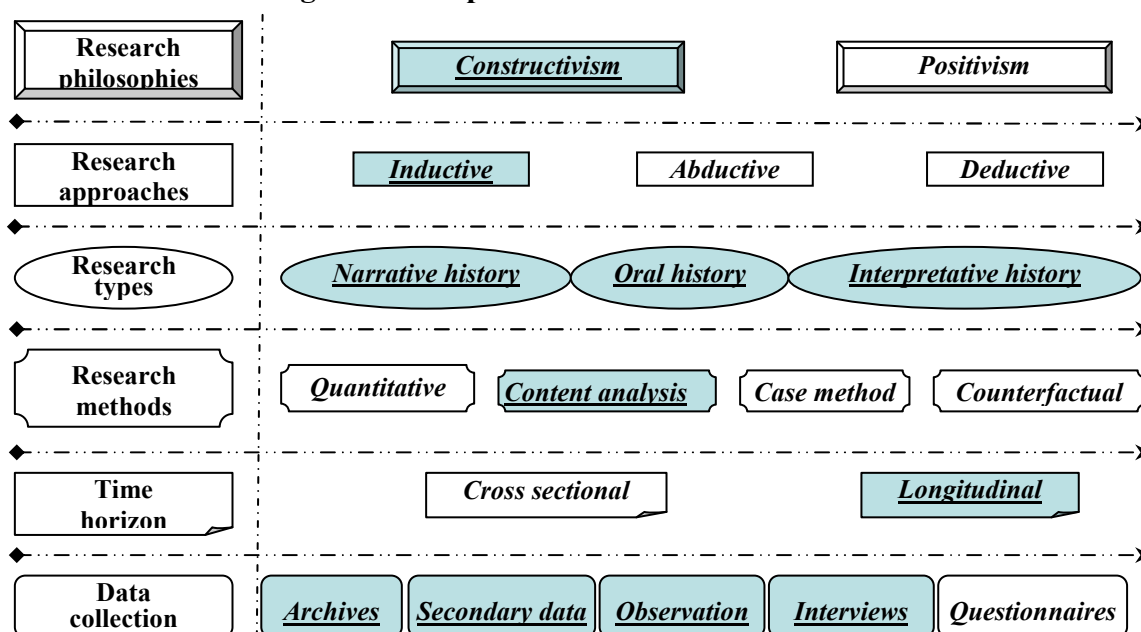 Research
philosophies
Constructivism
Positivism
Research
approaches
Inductive
Abductive
Deductive
Research
types
Narrative history
Oral history
Interpretative history
Research
methods
Quantitative
Content analysis
Case method
Counterfactual
Time
horizon
Cross sectional
Longitudinal
Data
collection
Archives
Secondary data
Observation
Interviews
Questionnaires